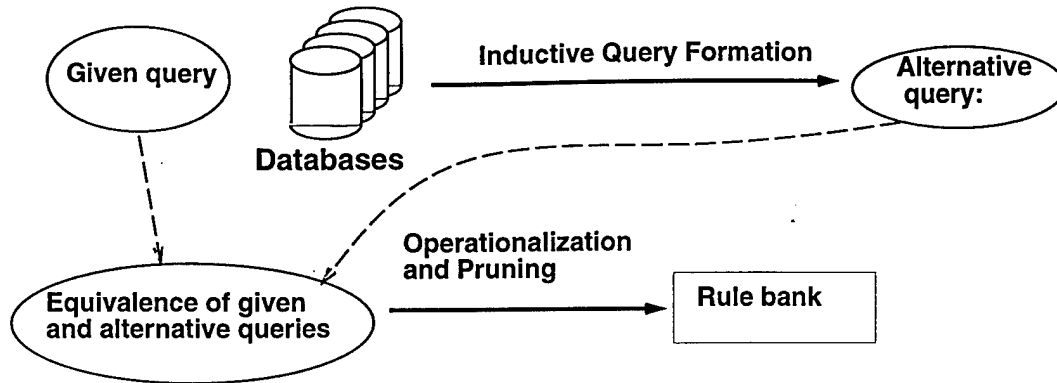 Given query
Databases
Inductive Query Formation
Alternative
query:
Operationalization
and Pruning
Equivalence of given
and alternative queries
Rule bank